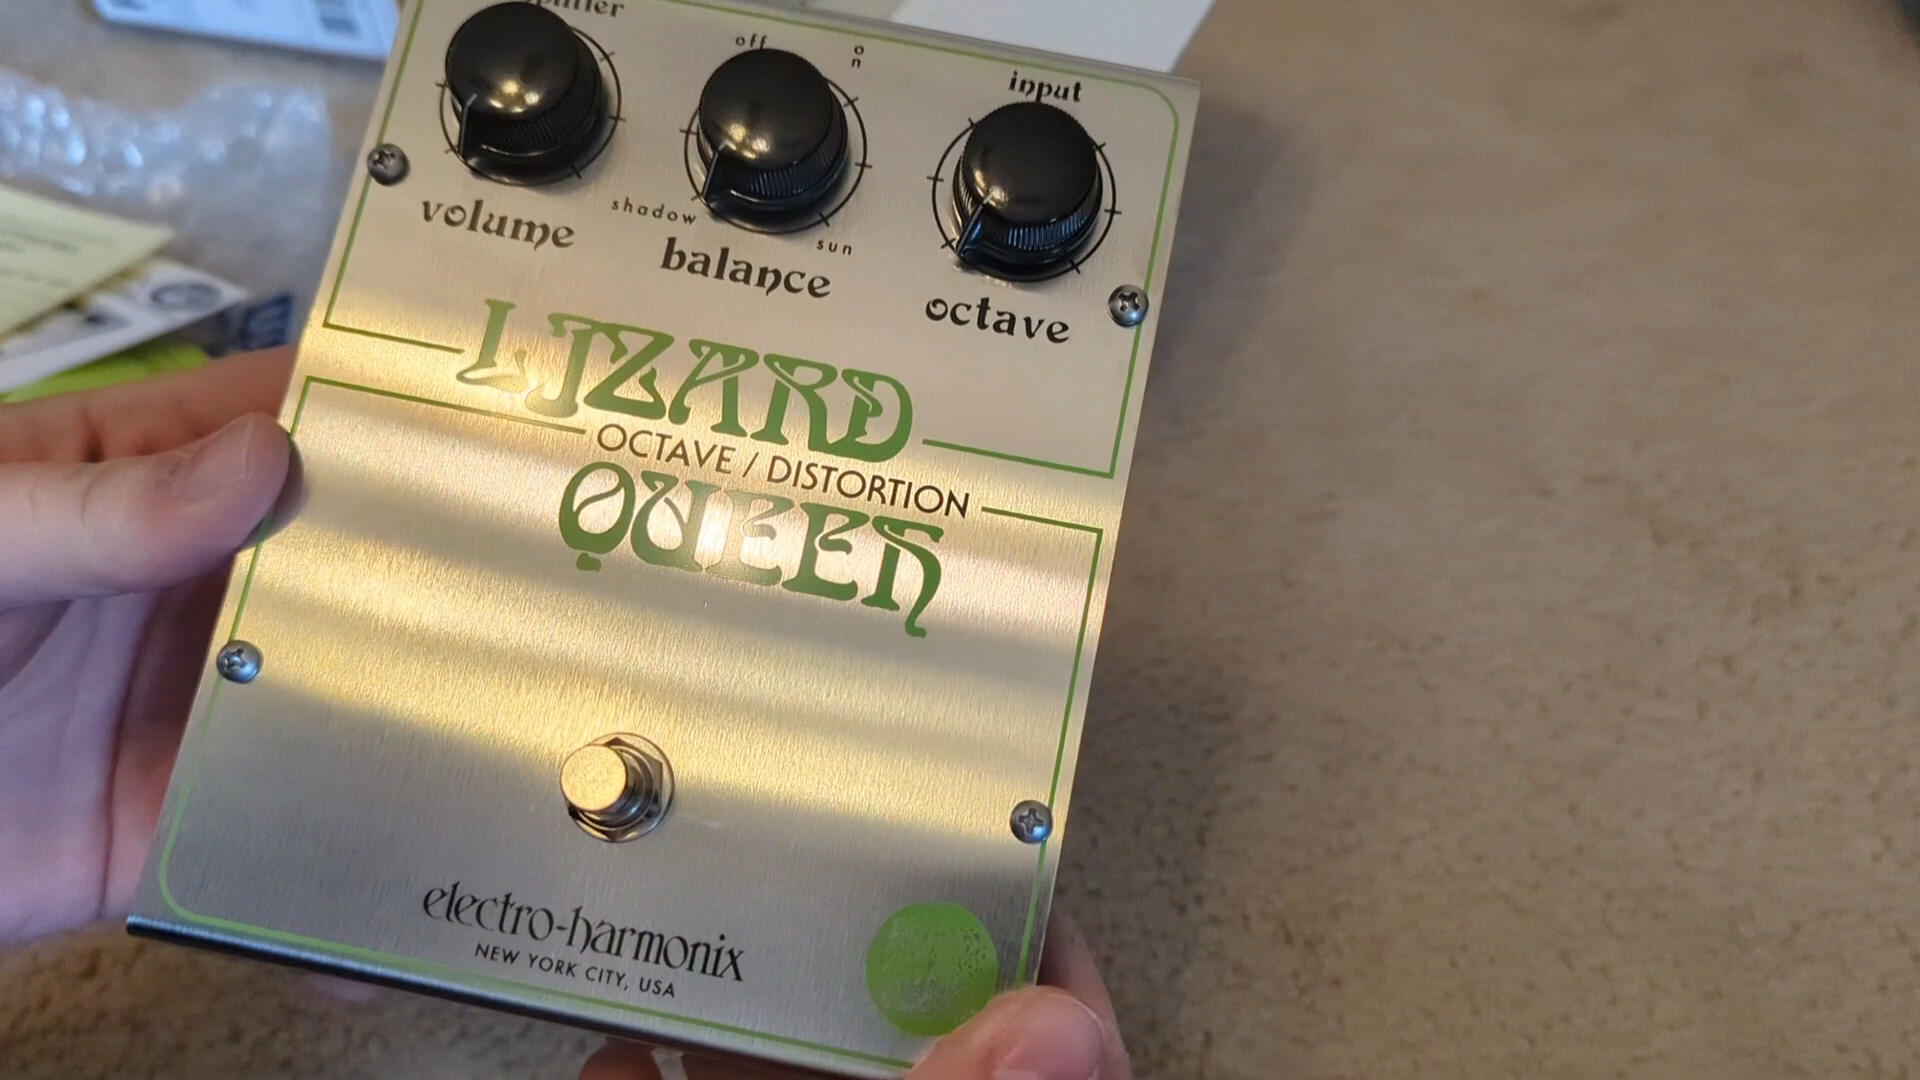 off
on
input
shadow
sun
volume
balance
octave
LIZARD
OCTAVE / DISTORTION
QUEEN
electro-harmonix
NEW YORK CITY, USA